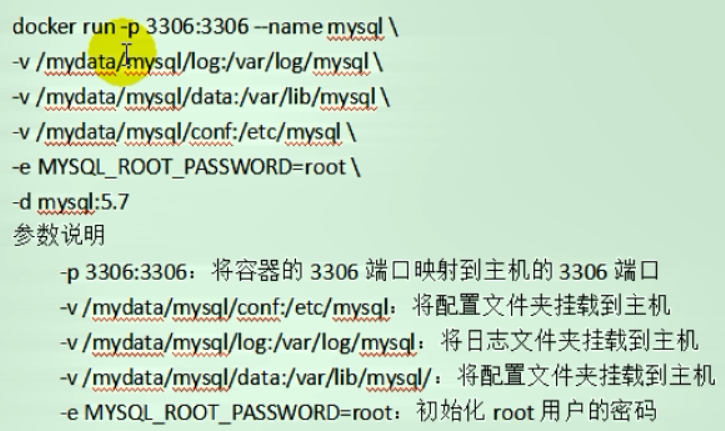 docker run -p 3306:3306 --name mysql \
-v /mydata/mysql/log:/var/log/mysql \
-v /mydata/mysql/data:/var/lib/mysql \
-v /mydata/mysql/conf:/etc/mysql \
-e MYSQL_ROOT_PASSWORD=root \
-d mysql:5.7
参数说明
-p 3306:3306：将容器的 3306 端口映射到主机的 3306 端口
-v /mydata/mysql/conf:/etc/mysql：将配置文件夹挂载到主机
-v /mydata/mysql/log:/var/log/mysql：将日志文件夹挂载到主机
-v /mydata/mysql/data:/var/lib/mysql/：将配置文件夹挂载到主机
-e MYSQL_ROOT_PASSWORD=root：初始化 root 用户的密码